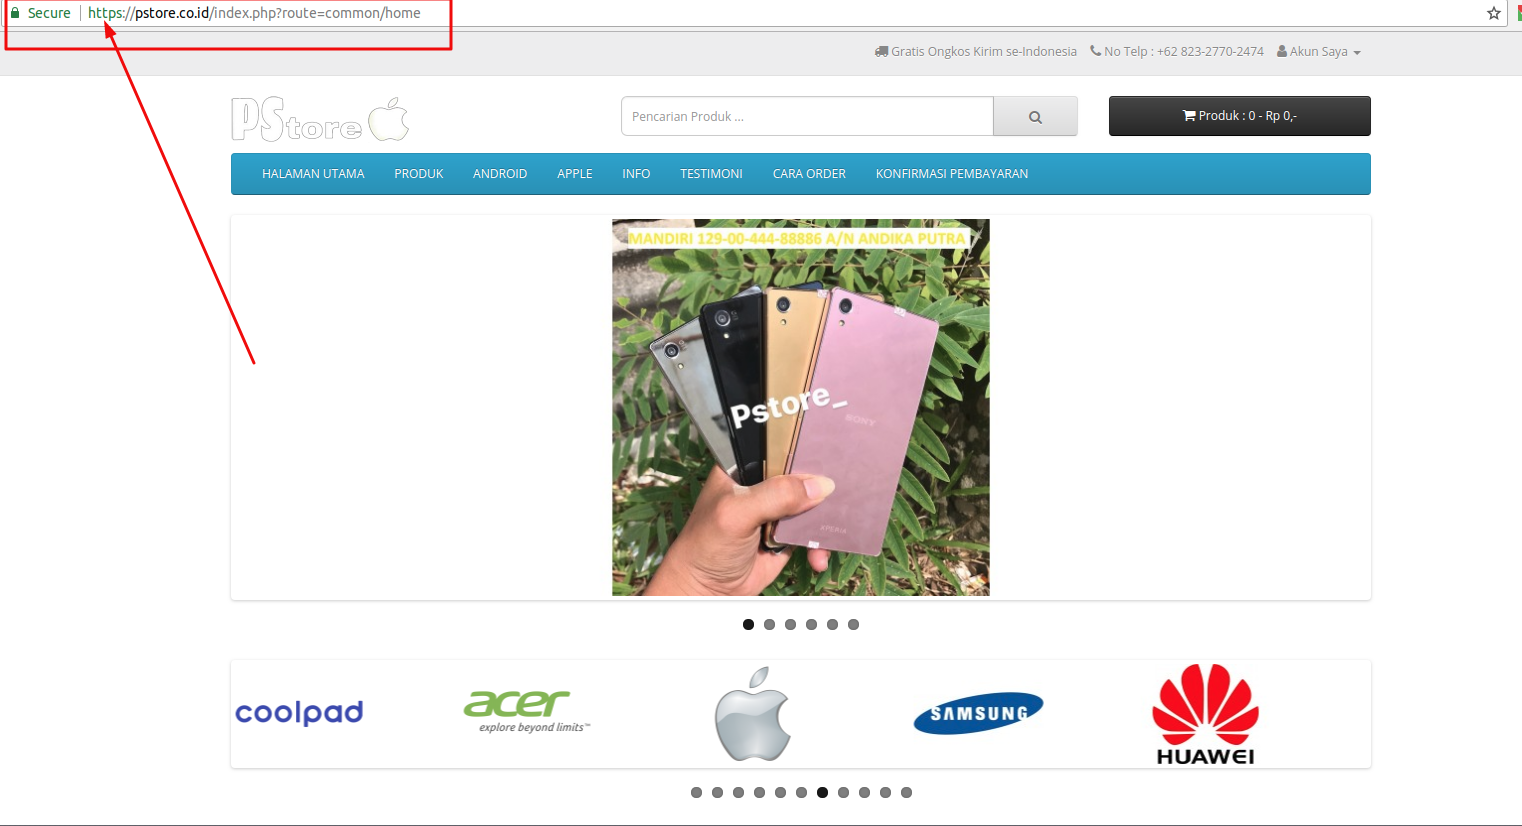 Secure https://pstore.co.id/index.php?route=common/home
Gratis Ongkos Kirim se-Indonesia No Telp : +62 823-2770-2474 Akun Saya
PStore
Pencarian Produk ...
Produk : 0 - Rp 0,-
HALAMAN UTAMA PRODUK ANDROID APPLE INFO TESTIMONI CARA ORDER KONFIRMASI PEMBAYARAN
MANDIRI 129-00-444-88886 A/N ANDIKA PUTRA
Pstore_
SONY
XPERIA
coolpad
acer
explore beyond limits™
SAMSUNG
HUAWEI